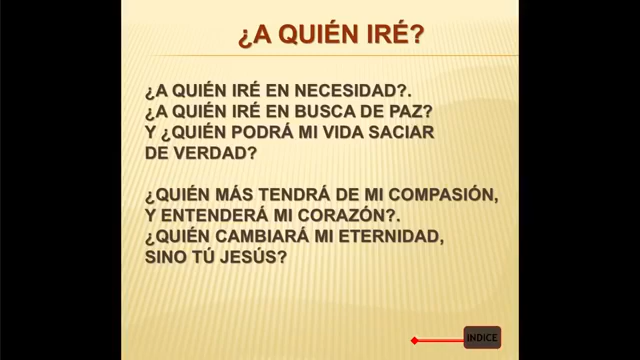 ¿A QUIÉN IRÉ?
¿A QUIÉN IRÉ EN NECESIDAD?.
¿A QUIÉN IRÉ EN BUSCA DE PAZ?
Y ¿QUIÉN PODRÁ MI VIDA SACIAR
DE VERDAD?
¿QUIÉN MÁS TENDRÁ DE MI COMPASIÓN,
Y ENTENDERÁ MI CORAZÓN?.
¿QUIÉN CAMBIARÁ MI ETERNIDAD,
SINO TÚ JESÚS?
INDICE